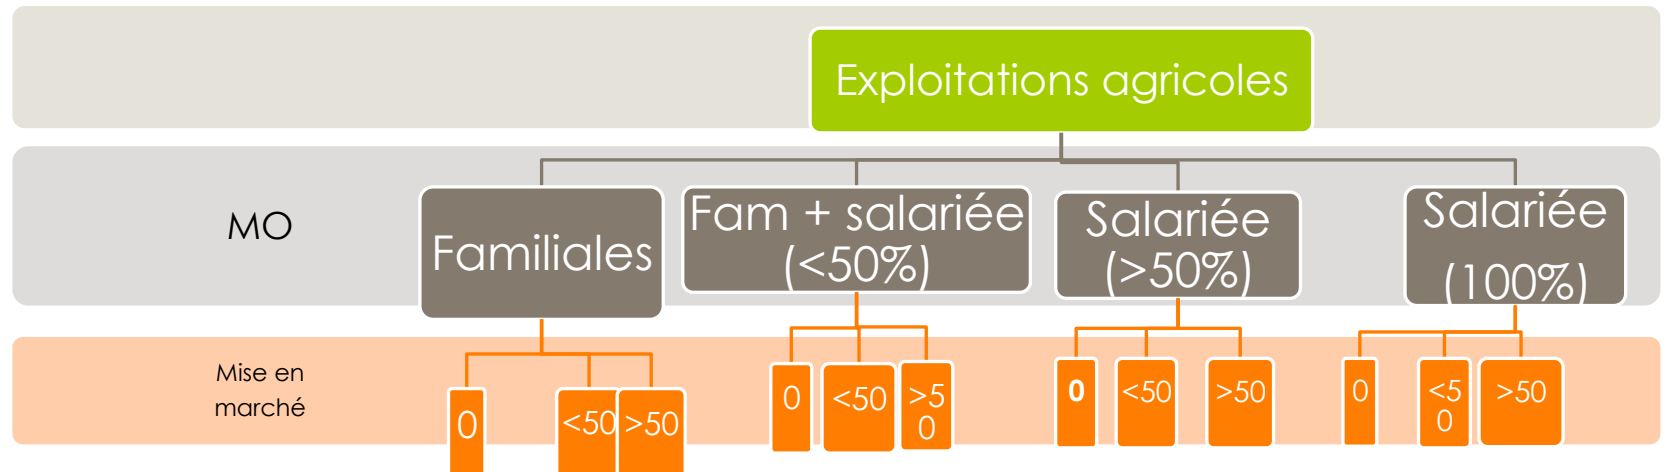 Exploitations agricoles
MO
Familiales
Fam + salariée
(<50%)
Salariée
(>50%)
Salariée
(100%)
Mise en
marché
0
<50
>50
0
<50
>5
0
0
<50
>50
0
<5
0
>50